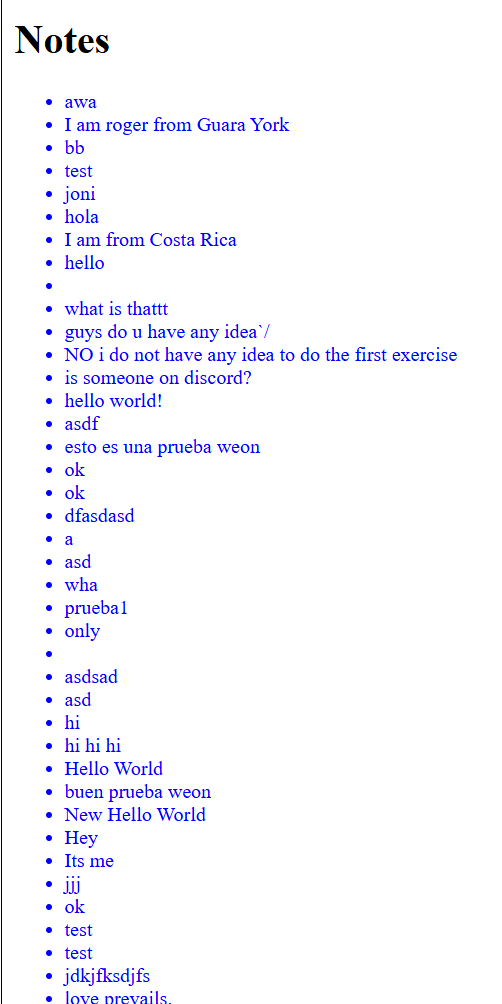 Notes
awa
I am roger from Guara York
bb
test
joni
hola
I am from Costa Rica
hello
what is thattt
guys do u have any idea`/
NO i do not have any idea to do the first exercise
is someone on discord?
hello world!
asdf
esto es una prueba weon
ok
ok
dfasdasd
a
asd
wha
prueba1
only
asdsad
asd
hi
hi hi hi
Hello World
buen prueba weon
New Hello World
Hey
Its me
jjj
ok
test
test
jdkjfksdjfs
love prevails.